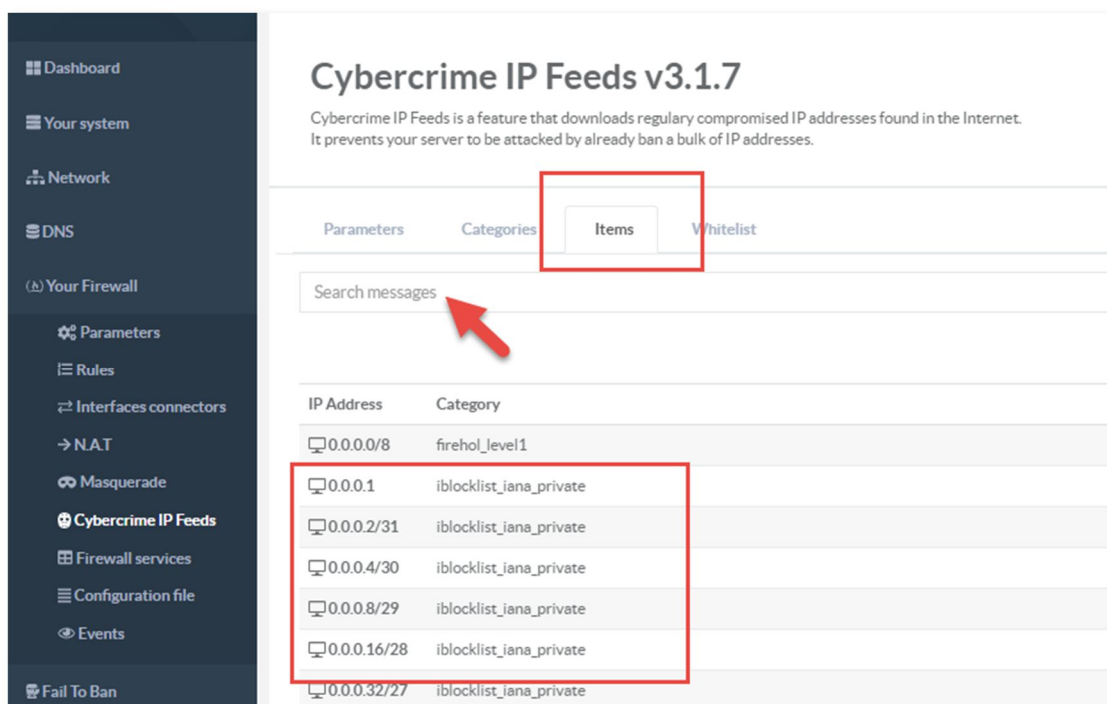 Dashboard
Your system
Network
DNS
Your Firewall
Parameters
Rules
Interfaces connectors
N.A.T
Masquerade
Cybercrime IP Feeds
Firewall services
Configuration file
Events
Fail To Ban
Cybercrime IP Feeds v3.1.7
Cybercrime IP Feeds is a feature that downloads regulary compromised IP addresses found in the Internet.
It prevents your server to be attacked by already ban a bulk of IP addresses.
Parameters Categories Items Whitelist
Search messages
IP Address Category
0.0.0.0/8 firehol_level1
0.0.0.1 iblocklist_iana_private
0.0.0.2/31 iblocklist_iana_private
0.0.0.4/30 iblocklist_iana_private
0.0.0.8/29 iblocklist_iana_private
0.0.0.16/28 iblocklist_iana_private
0.0.0.32/27 iblocklist_iana_private